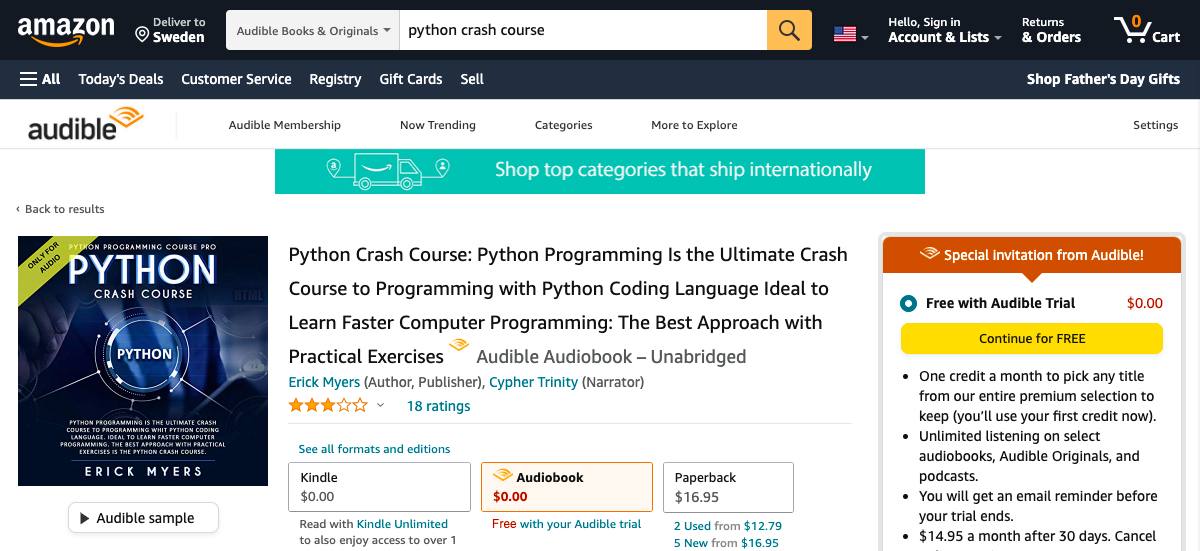 amazon
Deliver to
Sweden
Audible Books & Originals
python crash course
Hello, Sign in
Account & Lists
Returns
& Orders
0
Cart
All
Today's Deals
Customer Service
Registry
Gift Cards
Sell
Shop Father's Day Gifts
audible
Audible Membership
Now Trending
Categories
More to Explore
Settings
a
Shop top categories that ship internationally
‹ Back to results
ONLY FOR
AUDIO
PYTHON PROGRAMMING COURSE PRO
PYTHON
CRASH COURSE
HTML
PYTHON
PYTHON PROGRAMMING IS THE ULTIMATE CRASH
COURSE TO PROGRAMMING WHIT PYTHON CODING
LANGUAGE. IDEAL TO LEARN FASTER COMPUTER
PROGRAMMING. THE BEST APPROACH WITH PRACTICAL
EXERCISES IS THE PYTHON CRASH COURSE.
ERICK MYERS
Audible sample
Python Crash Course: Python Programming Is the Ultimate Crash
Course to Programming with Python Coding Language Ideal to
Learn Faster Computer Programming: The Best Approach with
Practical Exercises Audible Audiobook – Unabridged
Erick Myers (Author, Publisher), Cypher Trinity (Narrator)
18 ratings
See all formats and editions
Kindle
$0.00
Read with Kindle Unlimited
to also enjoy access to over 1
Audiobook
$0.00
Free with your Audible trial
Paperback
$16.95
2 Used from $12.79
5 New from $16.95
Special Invitation from Audible!
Free with Audible Trial
$0.00
Continue for FREE
• One credit a month to pick any title
from our entire premium selection to
keep (you'll use your first credit now).
• Unlimited listening on select
audiobooks, Audible Originals, and
podcasts.
• You will get an email reminder before
your trial ends.
• $14.95 a month after 30 days. Cancel